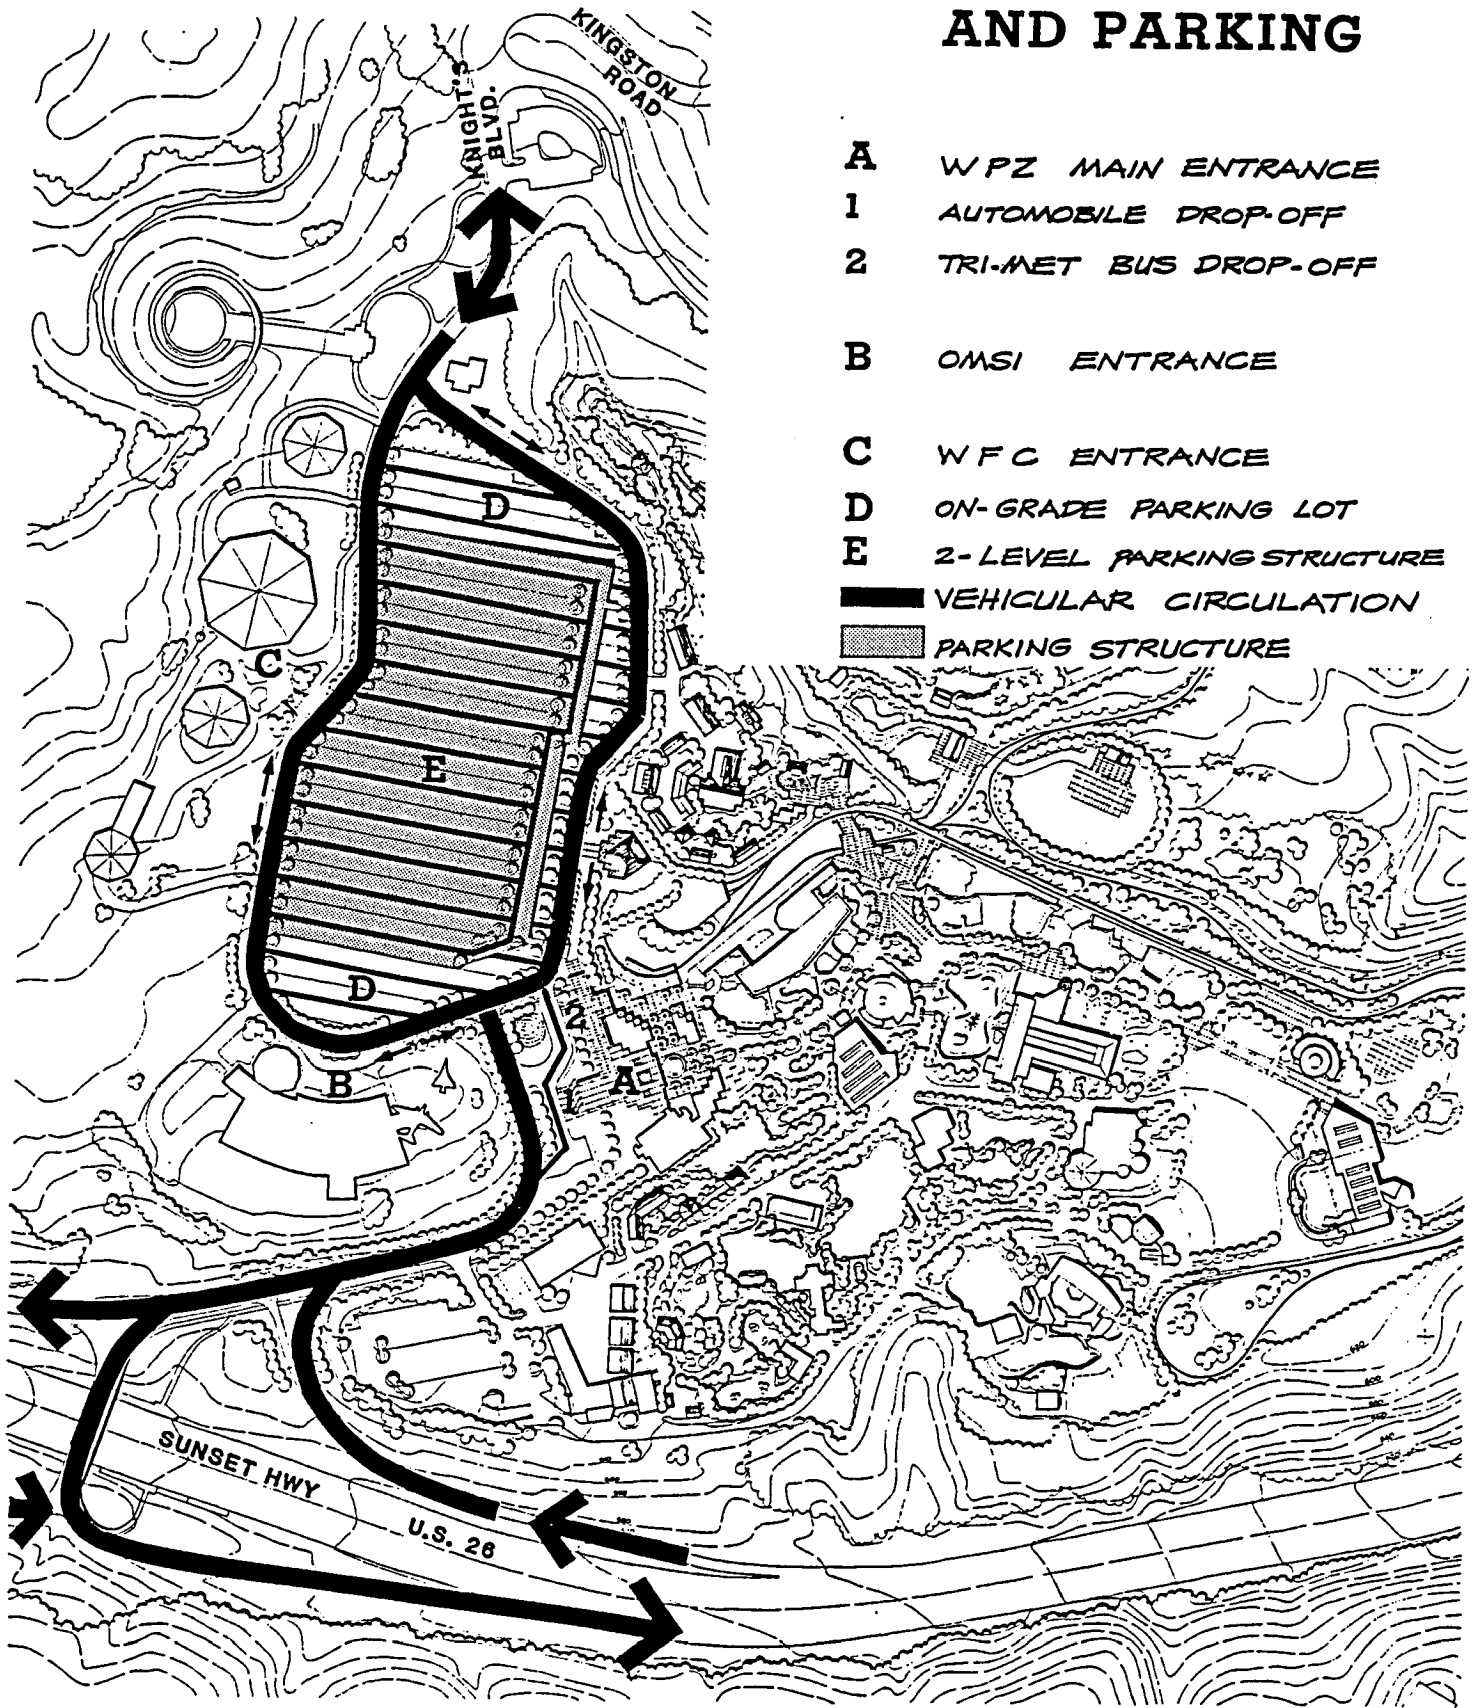 AND PARKING
KINGSTON
ROAD
KNIGHT'S
BLVD.
A WPZ MAIN ENTRANCE
1 AUTOMOBILE DROP-OFF
2 TRI-MET BUS DROP-OFF
B OMSI ENTRANCE
C WFC ENTRANCE
D ON-GRADE PARKING LOT
E 2-LEVEL PARKING STRUCTURE
VEHICULAR CIRCULATION
PARKING STRUCTURE
D
C
E
D
2
A
B
1
SUNSET HWY
U.S. 26